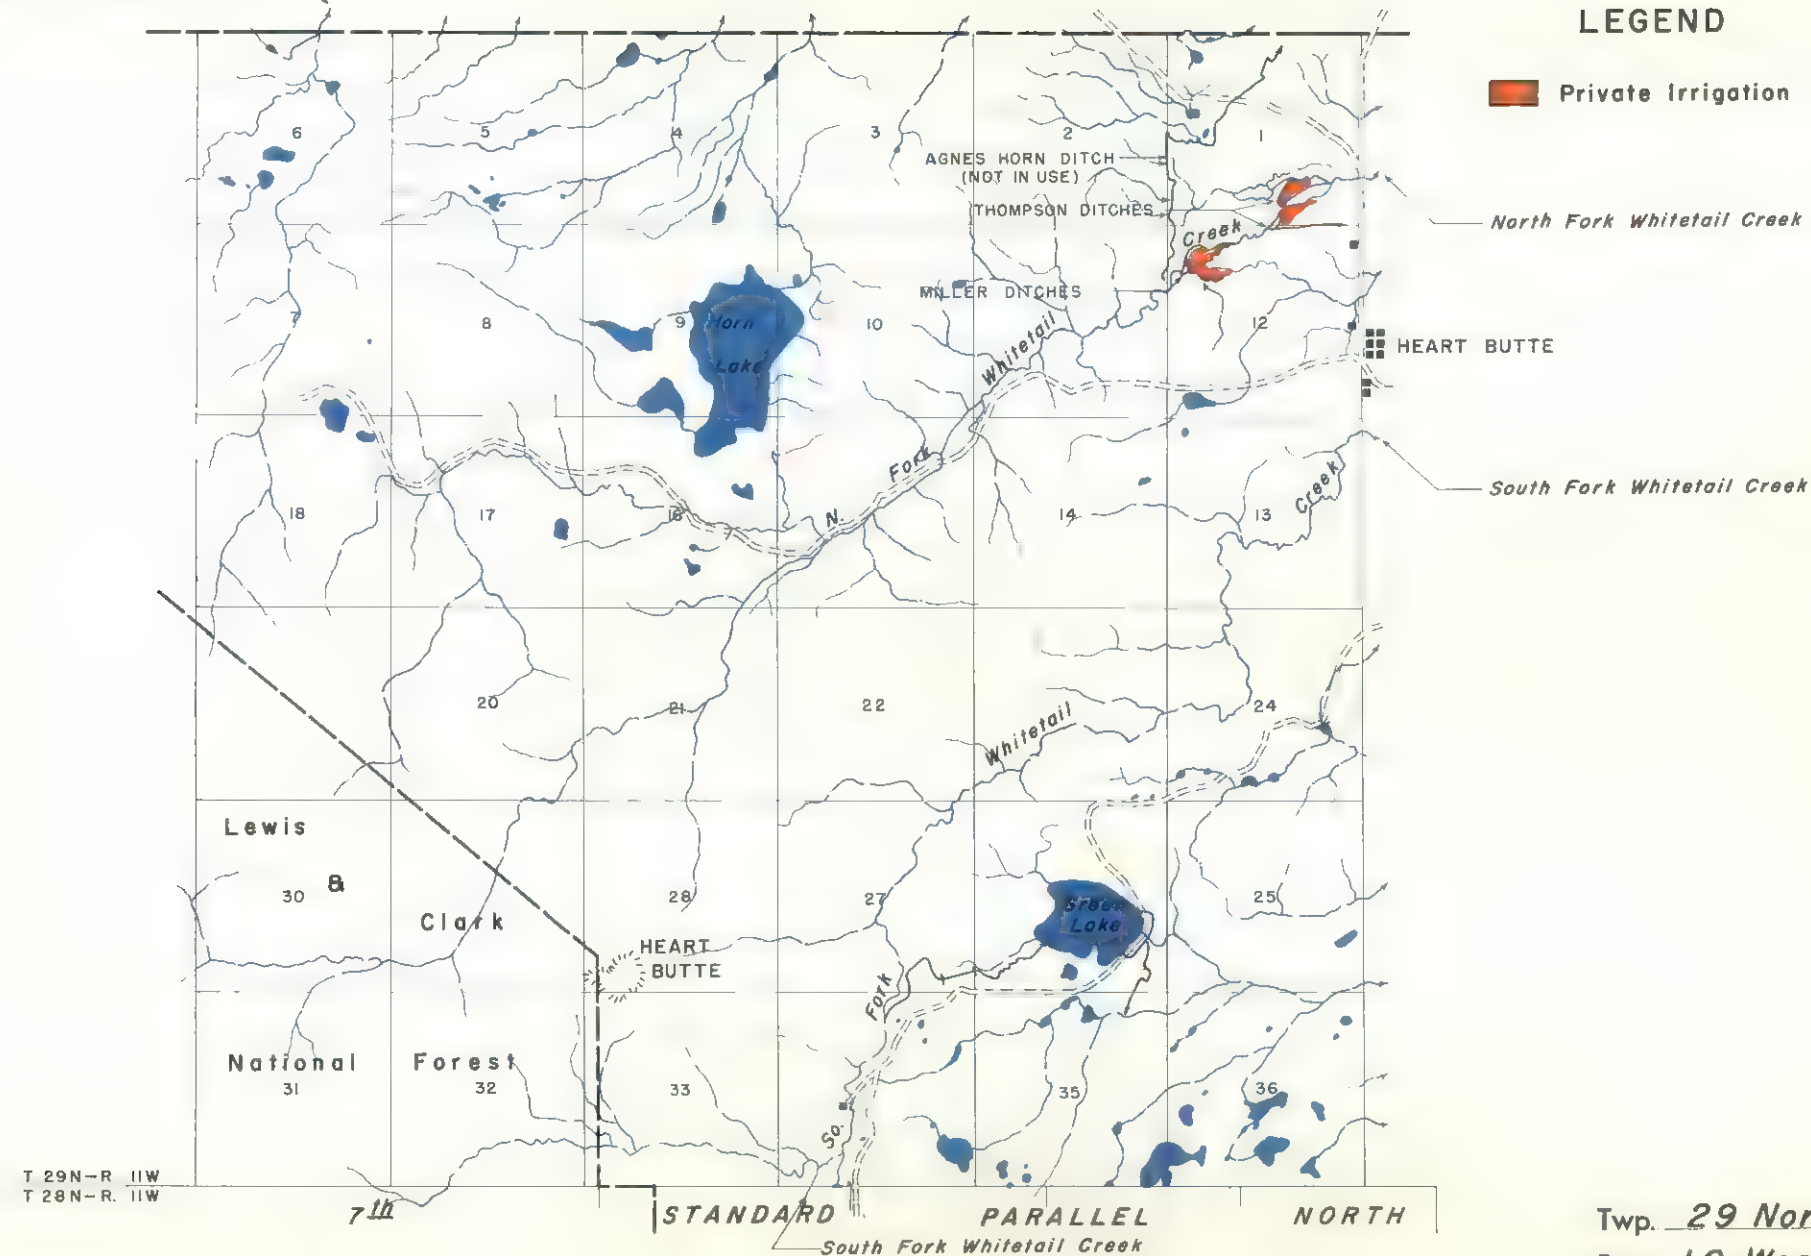 LEGEND
Private Irrigation
6
5
4
3
2
1
AGNES HORN DITCH
(NOT IN USE)
THOMPSON DITCHES
Creek
North Fork Whitetail Creek
MILLER DITCHES
7
8
9
Horn
Lake
10
Whitetail
12
HEART BUTTE
Fork
N.
18
17
16
14
13
Creek
South Fork Whitetail Creek
20
21
22
Whitetail
24
Lewis
&
Clark
National
Forest
30
28
27
25
Lake
HEART
BUTTE
Fork
31
32
33
35
36
So.
T 29N-R 11W
T 28N-R. 11W
7th STANDARD PARALLEL NORTH
South Fork Whitetail Creek
Twp. 29 Nor